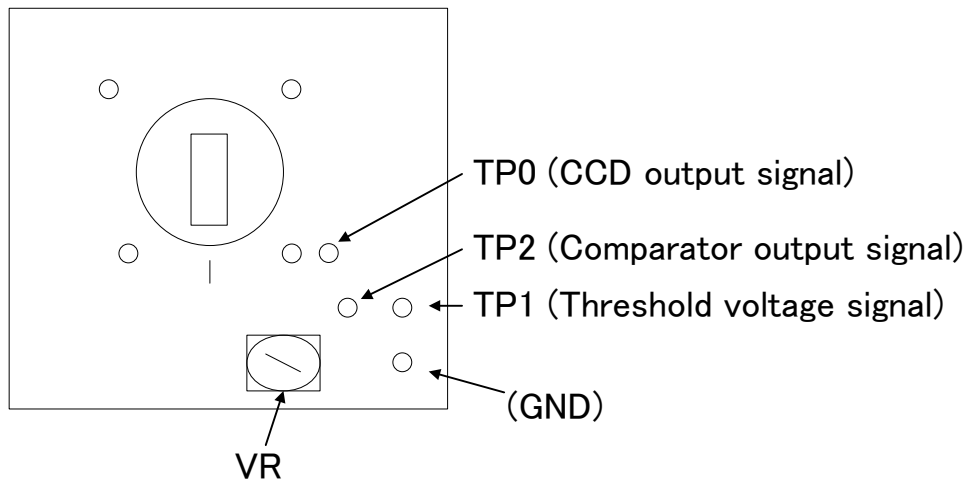 TP0 (CCD output signal)
TP2 (Comparator output signal)
TP1 (Threshold voltage signal)
(GND)
VR